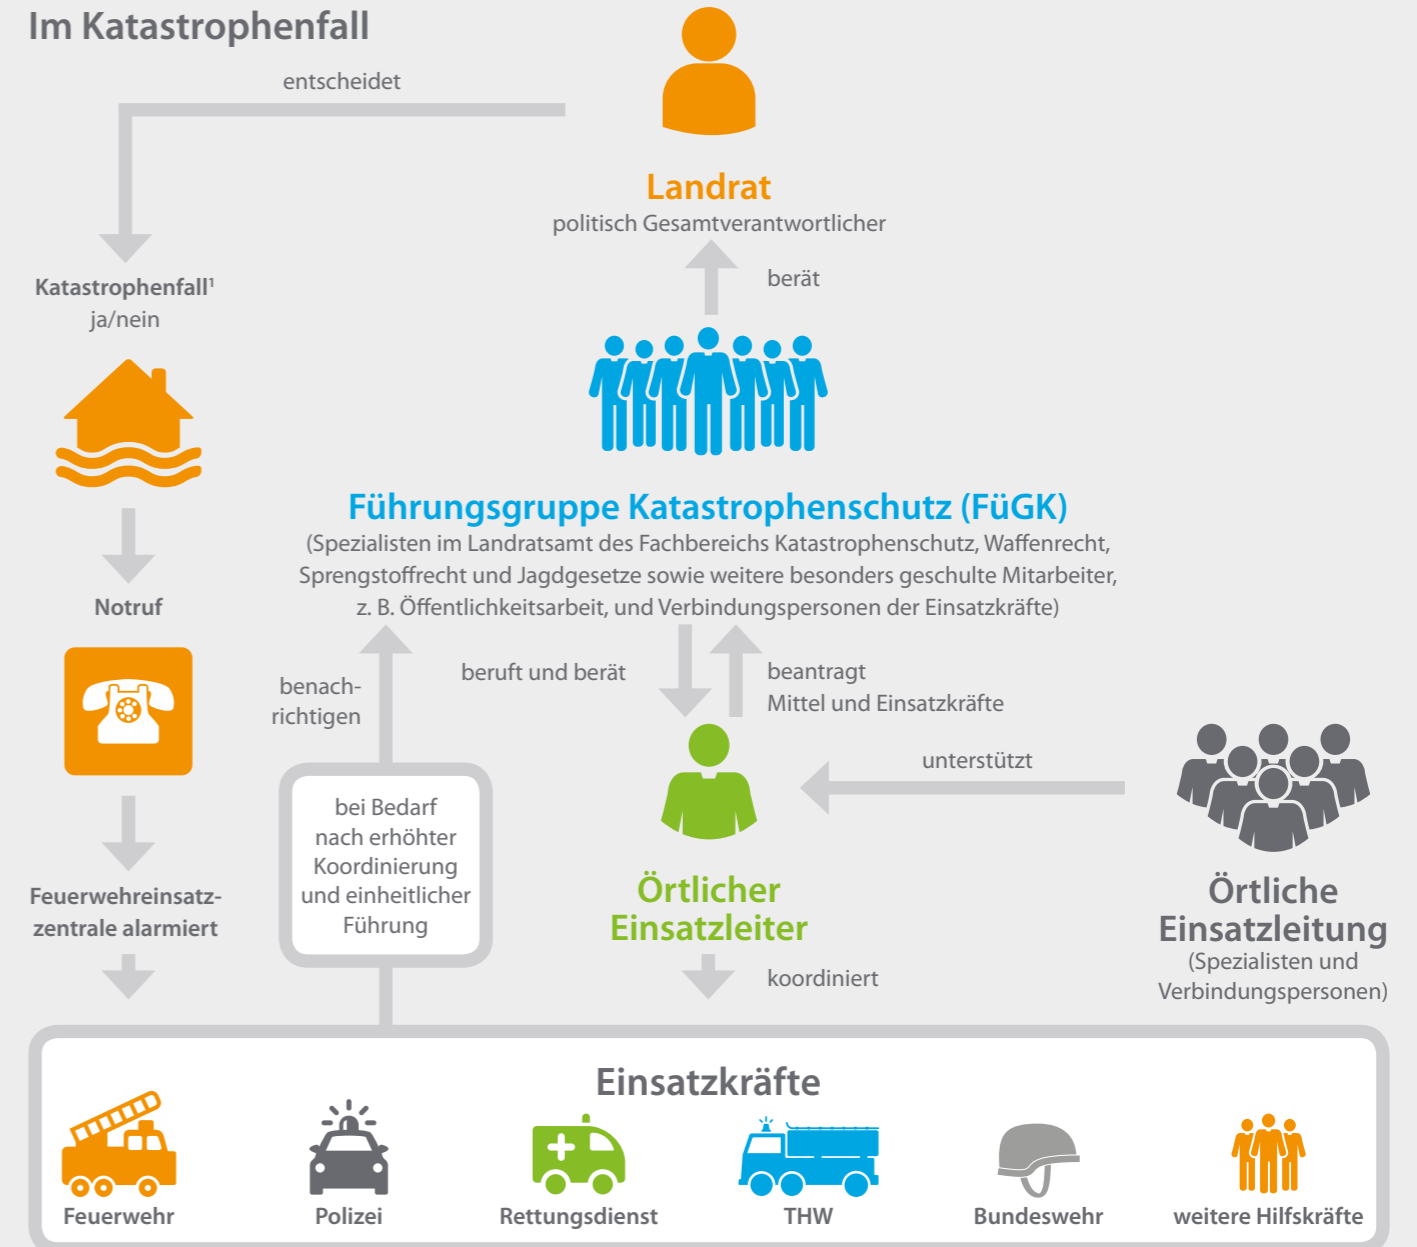 Im Katastrophenfall
entscheidet
Landrat
politisch Gesamtverantwortlicher
berät
Katastrophenfall¹
ja/nein
Führungsgruppe Katastrophenschutz (FüGK)
(Spezialisten im Landratsamt des Fachbereichs Katastrophenschutz, Waffenrecht,
Sprengstoffrecht und Jagdgesetze sowie weitere besonders geschulte Mitarbeiter,
z. B. Öffentlichkeitsarbeit, und Verbindungspersonen der Einsatzkräfte)
Notruf
benach-
richtigen
beruft und berät
beantragt
Mittel und Einsatzkräfte
unterstützt
bei Bedarf
nach erhöhter
Koordinierung
und einheitlicher
Führung
Feuerwehreinsatz-
zentrale alarmiert
Örtlicher
Einsatzleiter
Örtliche
Einsatzleitung
(Spezialisten und
Verbindungspersonen)
koordiniert
Einsatzkräfte
Feuerwehr
Polizei
Rettungsdienst
THW
Bundeswehr
weitere Hilfskräfte